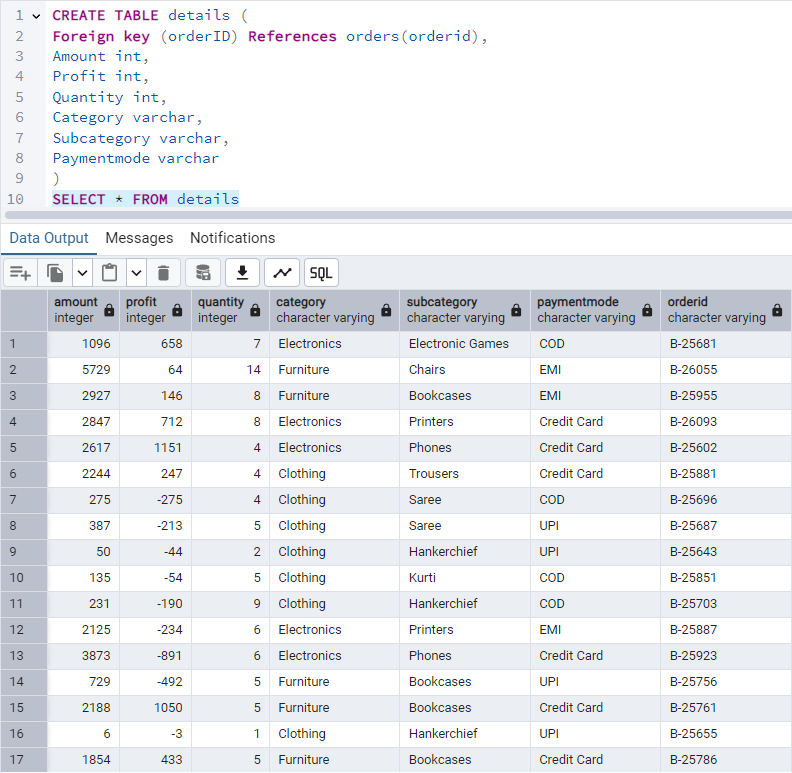 1 CREATE TABLE details (
2 Foreign key (orderID) References orders(orderid),
3 Amount int,
4 Profit int,
5 Quantity int,
6 Category varchar,
7 Subcategory varchar,
8 Paymentmode varchar
9 )
10 SELECT * FROM details
Data Output Messages Notifications
SQL
amount profit quantity category subcategory paymentmode orderid
integer integer integer character varying character varying character varying character varying
1 1096 658 7 Electronics Electronic Games COD B-25681
2 5729 64 14 Furniture Chairs EMI B-26055
3 2927 146 8 Furniture Bookcases EMI B-25955
4 2847 712 8 Electronics Printers Credit Card B-26093
5 2617 1151 4 Electronics Phones Credit Card B-25602
6 2244 247 4 Clothing Trousers Credit Card B-25881
7 275 -275 4 Clothing Saree COD B-25696
8 387 -213 5 Clothing Saree UPI B-25687
9 50 -44 2 Clothing Hankerchief UPI B-25643
10 135 -54 5 Clothing Kurti COD B-25851
11 231 -190 9 Clothing Hankerchief COD B-25703
12 2125 -234 6 Electronics Printers EMI B-25887
13 3873 -891 6 Electronics Phones Credit Card B-25923
14 729 -492 5 Furniture Bookcases UPI B-25756
15 2188 1050 5 Furniture Bookcases Credit Card B-25761
16 6 -3 1 Clothing Hankerchief UPI B-25655
17 1854 433 5 Furniture Bookcases Credit Card B-25786